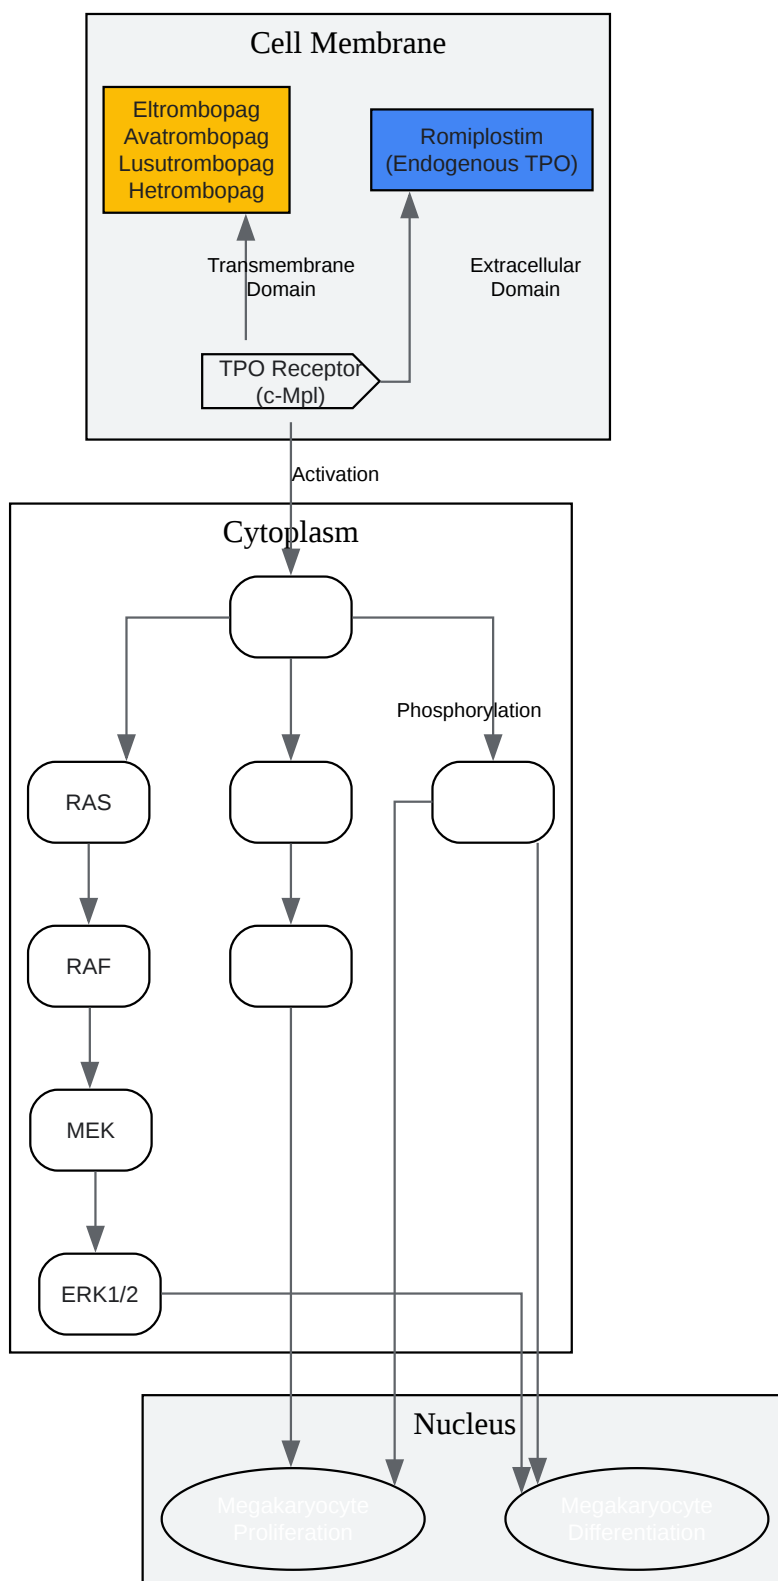 Cell Membrane
Eltrombopag
Avatrombopag
Lusutrombopag
Hetrombopag
Romiplostim
(Endogenous TPO)
Transmembrane
Domain
Extracellular
Domain
TPO Receptor
(c-Mpl)
Activation
Cytoplasm
Phosphorylation
RAS
RAF
MEK
ERK1/2
Nucleus
Megakaryocyte
Proliferation
Megakaryocyte
Differentiation